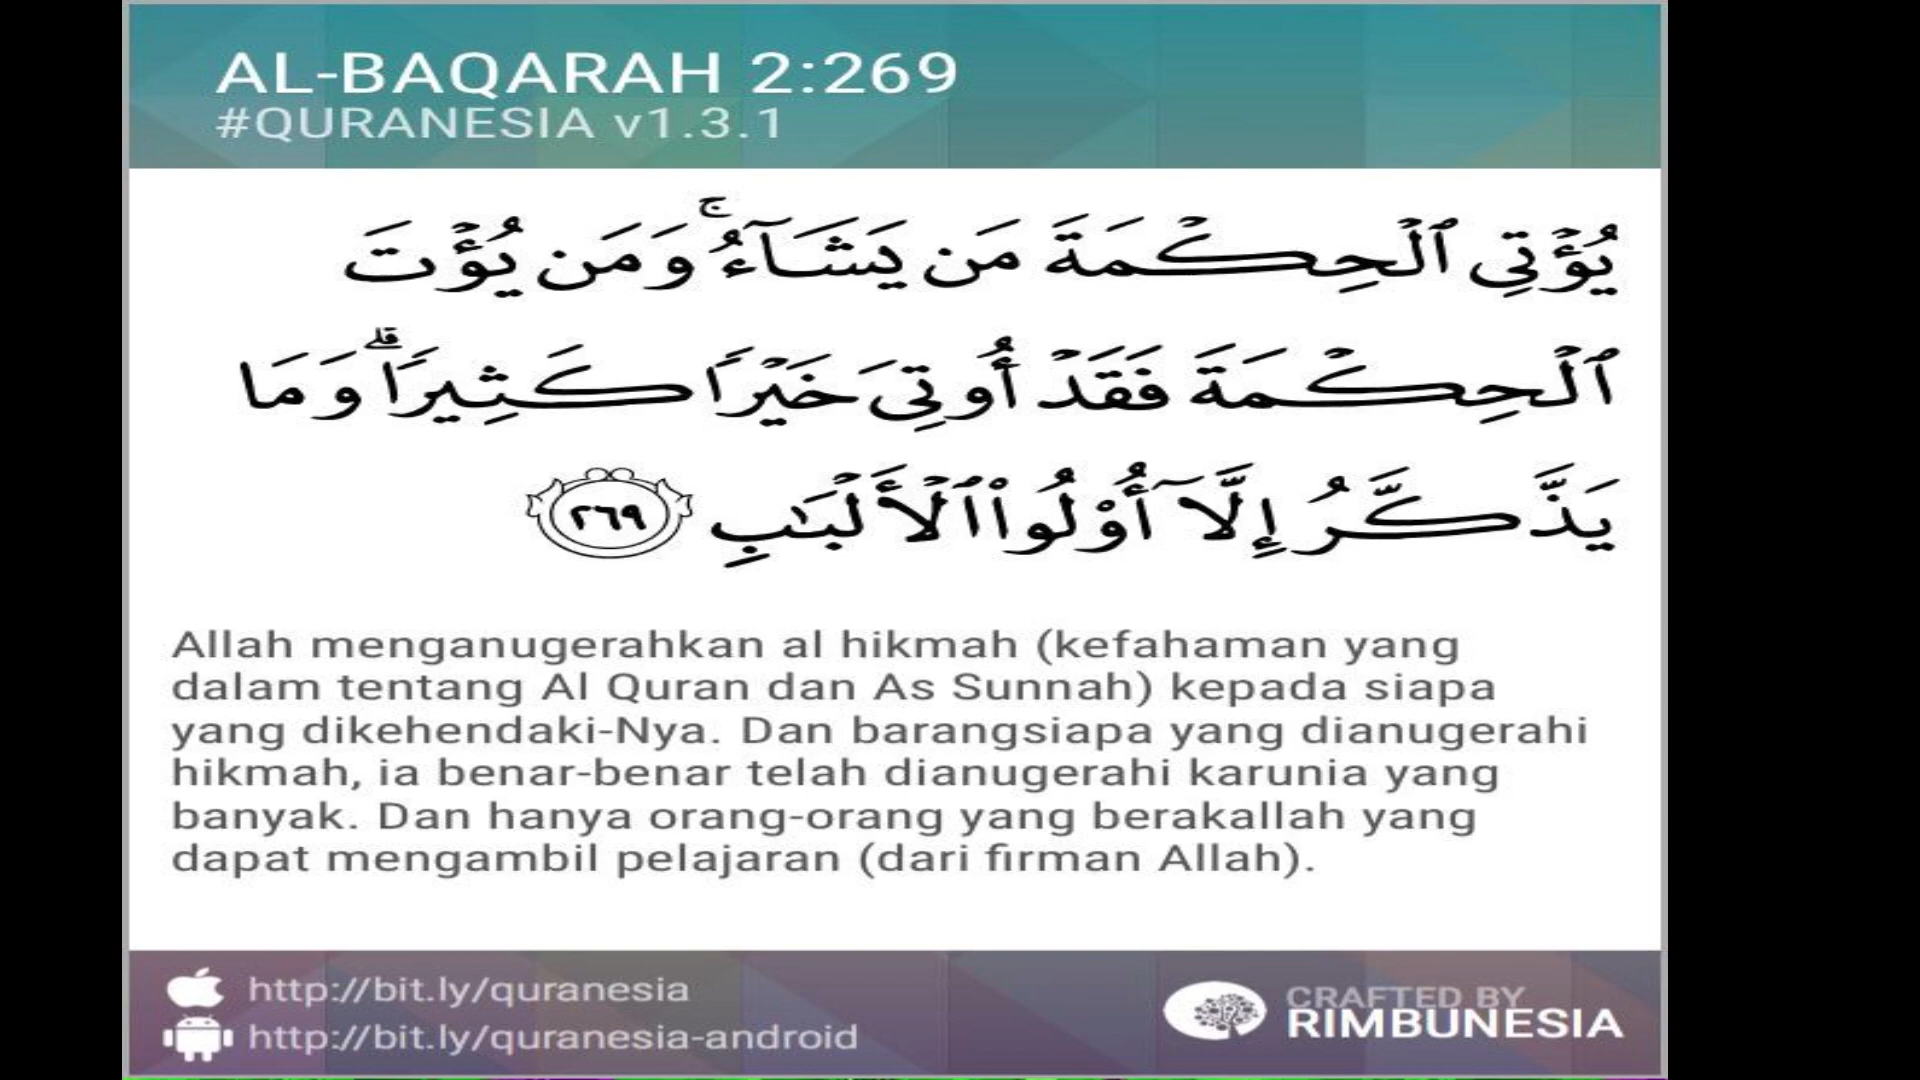 AL-BAQARAH 2:269
#QURANESIA v1.3.1
يُؤْتِى ٱلْحِكْمَةَ مَن يَشَآءُ ۚ وَمَن يُؤْتَ
ٱلْحِكْمَةَ فَقَدْ أُوتِىَ خَيْرًا كَثِيرًا ۗ وَمَا
يَذَّكَّرُ إِلَّآ أُو۟لُوا۟ ٱلْأَلْبَـٰبِ ٢٦٩
Allah menganugerahkan al hikmah (kefahaman yang
dalam tentang Al Quran dan As Sunnah) kepada siapa
yang dikehendaki-Nya. Dan barangsiapa yang dianugerahi
hikmah, ia benar-benar telah dianugerahi karunia yang
banyak. Dan hanya orang-orang yang berakallah yang
dapat mengambil pelajaran (dari firman Allah).
http://bit.ly/quranesia
http://bit.ly/quranesia-android
CRAFTED BY
RIMBUNESIA